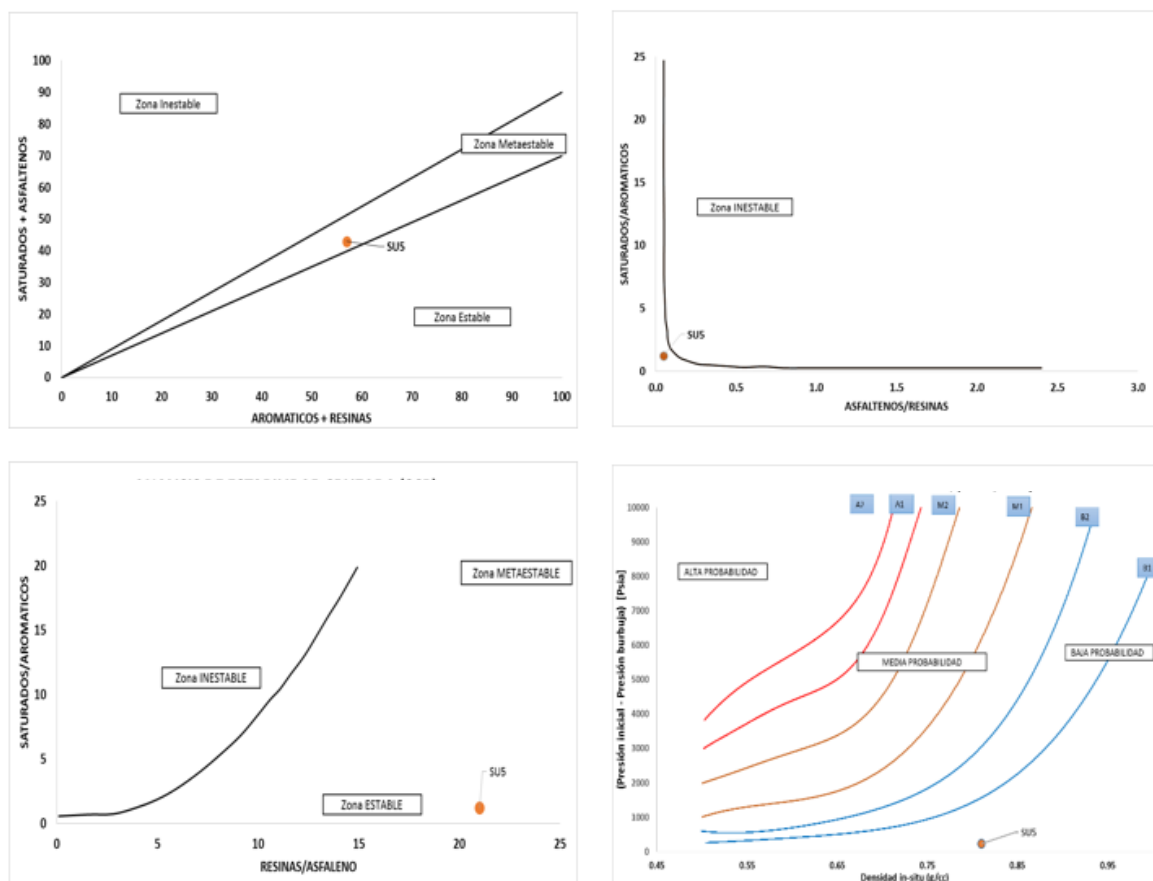 100
90
80
70
60
50
40
30
20
10
0
SATURADOS + ASFALTENOS
Zona Inestable
Zona Metaestable
SU5
Zona Estable
0 10 20 30 40 50 60 70 80 90 100
AROMATICOS + RESINAS
25
20
15
10
5
0
SATURADOS/AROMATICOS
Zona INESTABLE
SU5
0.0 0.5 1.0 1.5 2.0 2.5 3.0
ASFALTENOS/RESINAS
25
20
15
10
5
0
SATURADOS/AROMATICOS
Zona METAESTABLE
Zona INESTABLE
SU5
Zona ESTABLE
0 5 10 15 20 25
RESINAS/ASFALENO
10000
9000
8000
7000
6000
5000
4000
3000
2000
1000
0
(Presión inicial - Presión burbuja) [Psia]
A2 A1 M2 M1 B2
B1
ALTA PROBABILIDAD
BAJA PROBABILIDAD
MEDIA PROBABILIDAD
SU5
0.45 0.55 0.65 0.75 0.85 0.95
Densidad in-situ (g/cc)